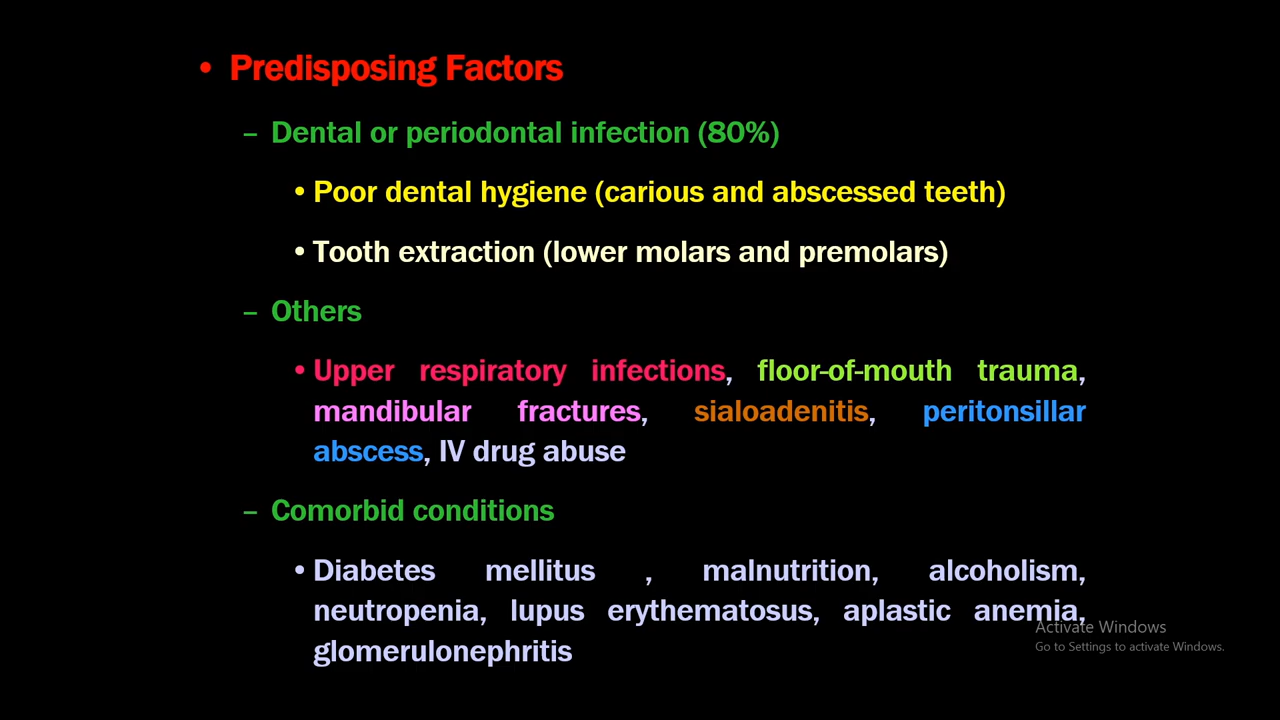 • Predisposing Factors
– Dental or periodontal infection (80%)
• Poor dental hygiene (carious and abscessed teeth)
• Tooth extraction (lower molars and premolars)
– Others
• Upper respiratory infections, floor-of-mouth trauma,
mandibular fractures, sialoadenitis, peritonsillar
abscess, IV drug abuse
– Comorbid conditions
• Diabetes mellitus , malnutrition, alcoholism,
neutropenia, lupus erythematosus, aplastic anemia,
glomerulonephritis
Activate Windows
Go to Settings to activate Windows.